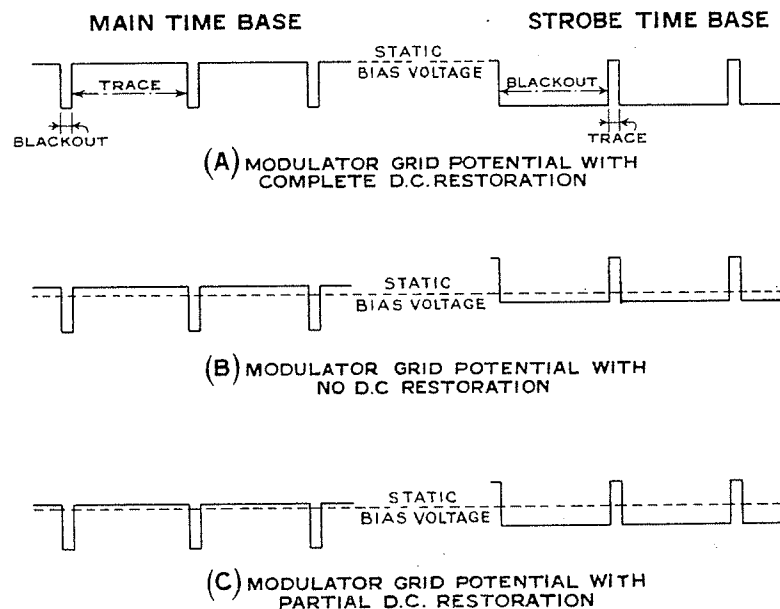 MAIN TIME BASE
STROBE TIME BASE
STATIC
BIAS VOLTAGE
TRACE
BLACKOUT
BLACKOUT
TRACE
(A) MODULATOR GRID POTENTIAL WITH
COMPLETE D.C. RESTORATION
STATIC
BIAS VOLTAGE
(B) MODULATOR GRID POTENTIAL WITH
NO D.C RESTORATION
STATIC
BIAS VOLTAGE
(C) MODULATOR GRID POTENTIAL WITH
PARTIAL D.C. RESTORATION